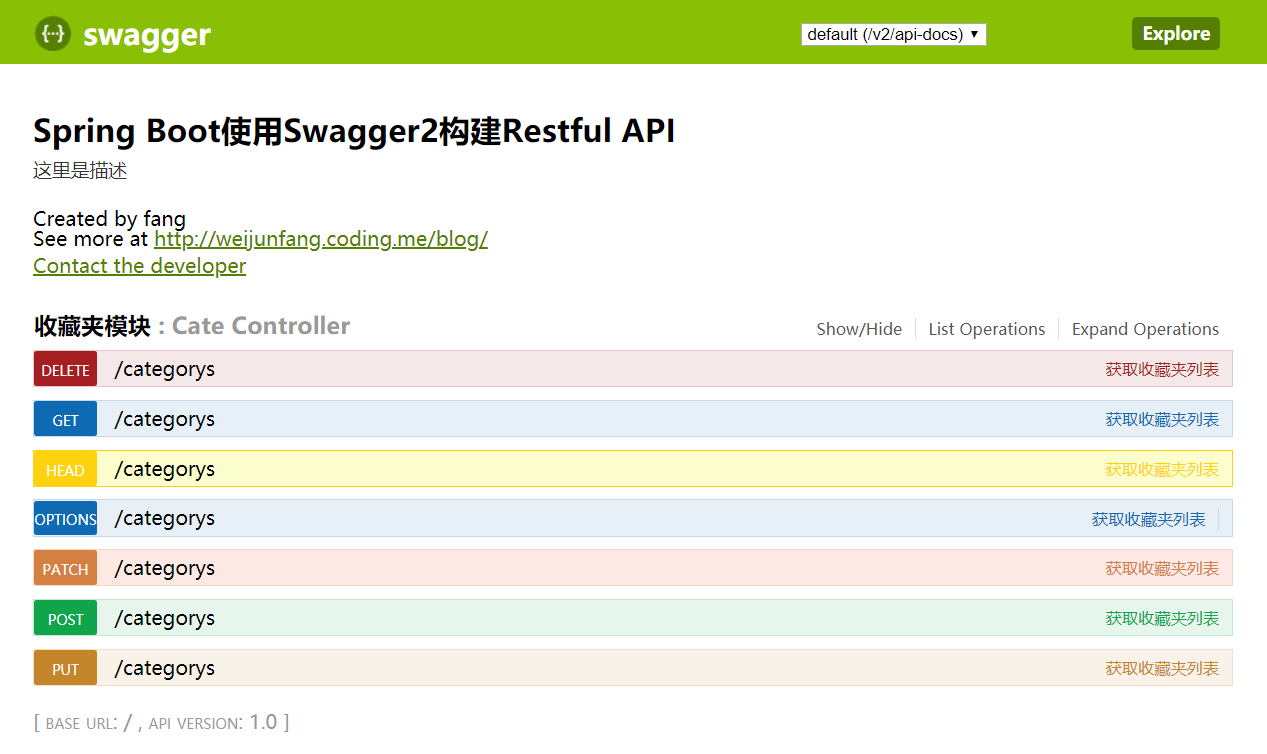 {···} swagger default (/v2/api-docs) ▼ Explore
Spring Boot使用Swagger2构建Restful API
这里是描述
Created by fang
See more at http://weijunfang.coding.me/blog/
Contact the developer
收藏夹模块 : Cate Controller Show/Hide List Operations Expand Operations
DELETE /categorys 获取收藏夹列表
GET /categorys 获取收藏夹列表
HEAD /categorys 获取收藏夹列表
OPTIONS /categorys 获取收藏夹列表
PATCH /categorys 获取收藏夹列表
POST /categorys 获取收藏夹列表
PUT /categorys 获取收藏夹列表
[ BASE URL: / , API VERSION: 1.0 ]